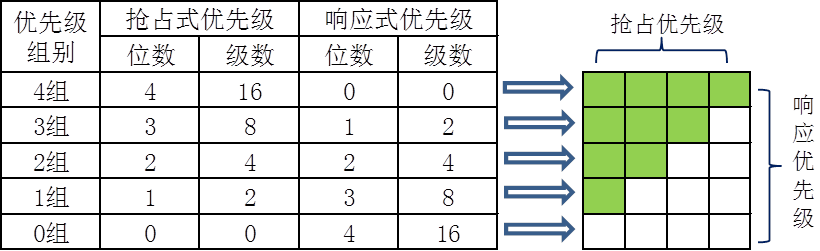 优先级组别 抢占式优先级 响应式优先级
位数 级数 位数 级数
4组 4 16 0 0
3组 3 8 1 2
2组 2 4 2 4
1组 1 2 3 8
0组 0 0 4 16
抢占优先级
响应优先级